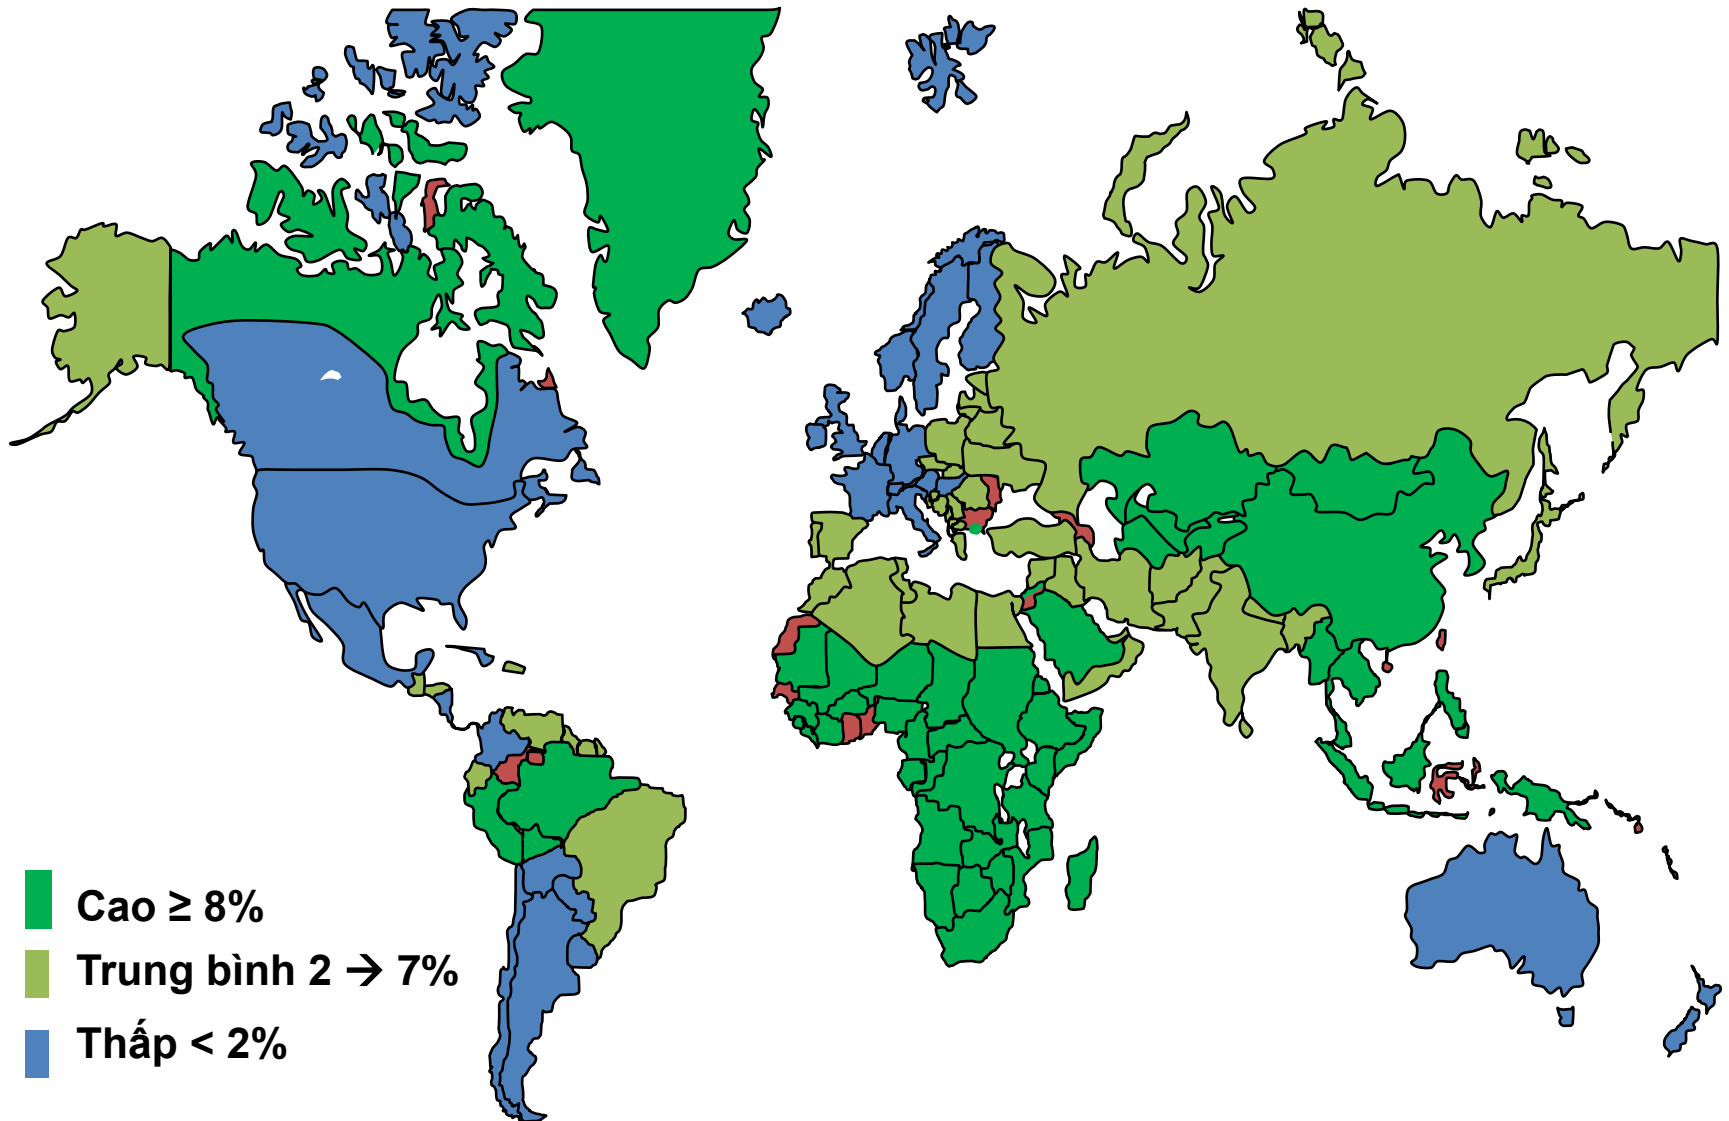 Cao ≥ 8%
Trung bình 2 → 7%
Thấp < 2%